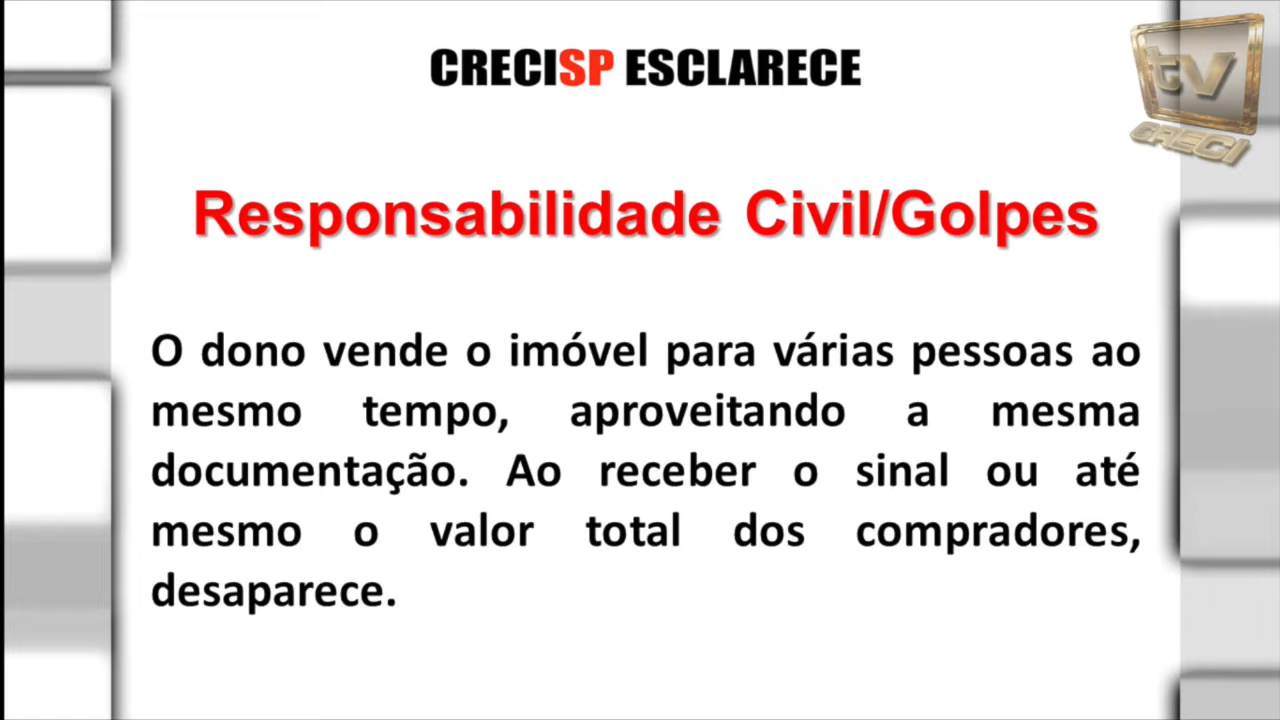 CRECISP ESCLARECE
tv
CRECI
Responsabilidade Civil/Golpes
O dono vende o imóvel para várias pessoas ao
mesmo tempo, aproveitando a mesma
documentação. Ao receber o sinal ou até
mesmo o valor total dos compradores,
desaparece.